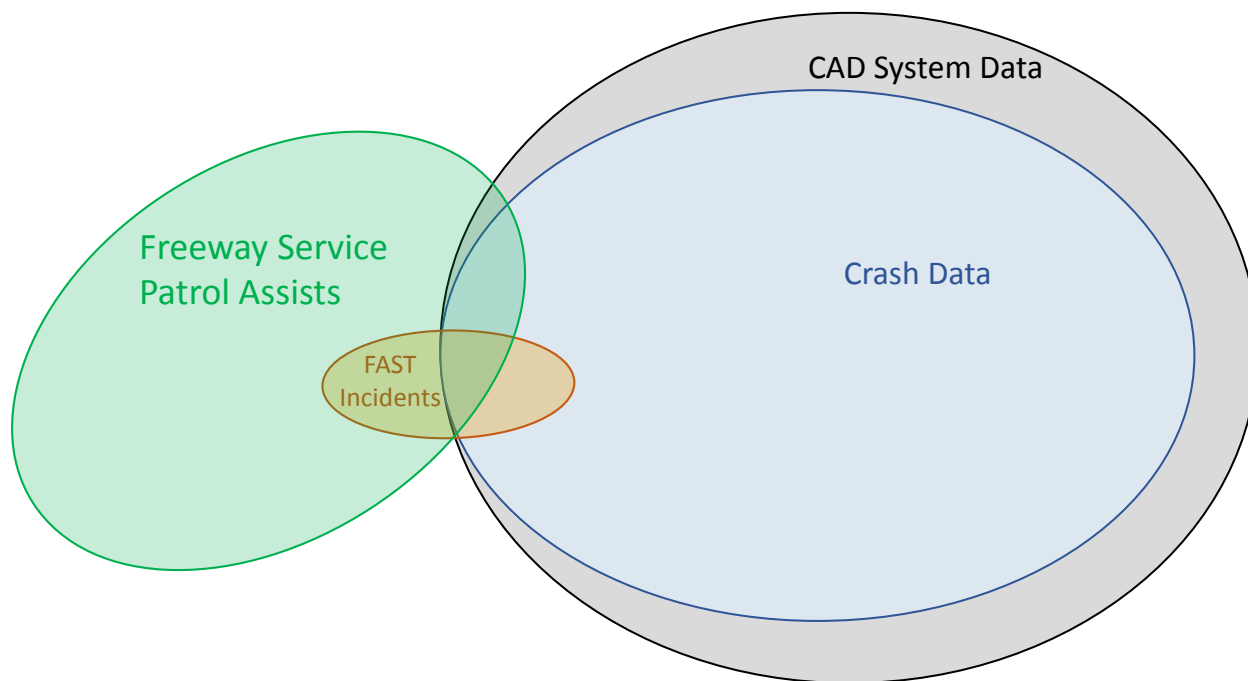 CAD System Data
Freeway Service
Patrol Assists
Crash Data
FAST
Incidents